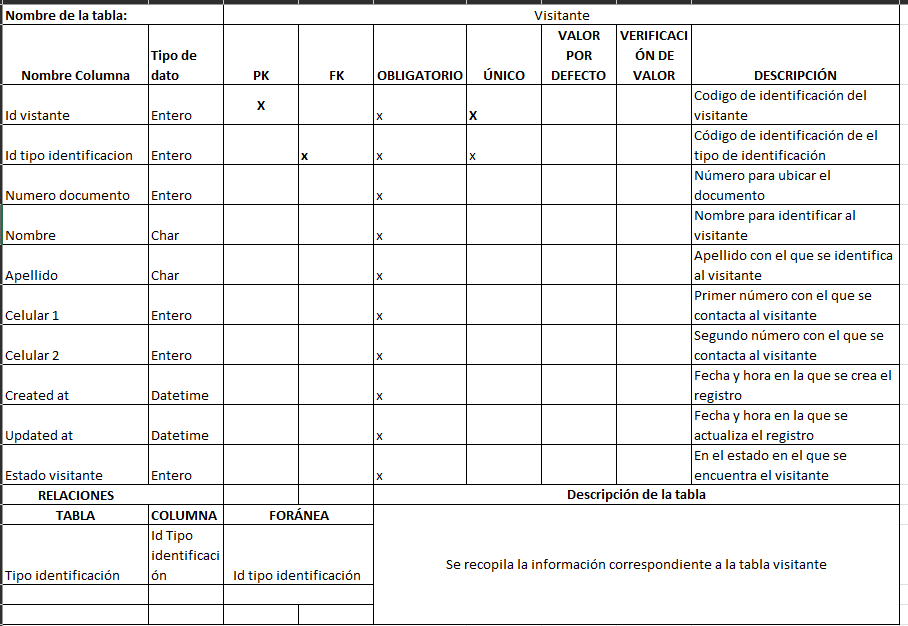 Nombre de la tabla: Visitante
Nombre Columna Tipo de dato PK FK OBLIGATORIO ÚNICO VALOR POR DEFECTO VERIFICACIÓN DE VALOR DESCRIPCIÓN
Id vistante Entero X x X Codigo de identificación del visitante
Id tipo identificacion Entero x x x Código de identificación de el tipo de identificación
Numero documento Entero x Número para ubicar el documento
Nombre Char x Nombre para identificar al visitante
Apellido Char x Apellido con el que se identifica al visitante
Celular 1 Entero x Primer número con el que se contacta al visitante
Celular 2 Entero x Segundo número con el que se contacta al visitante
Created at Datetime x Fecha y hora en la que se crea el registro
Updated at Datetime x Fecha y hora en la que se actualiza el registro
Estado visitante Entero x En el estado en el que se encuentra el visitante
RELACIONES Descripción de la tabla
TABLA COLUMNA FORÁNEA
Tipo identificación Id Tipo identificación Id tipo identificación
Se recopila la información correspondiente a la tabla visitante